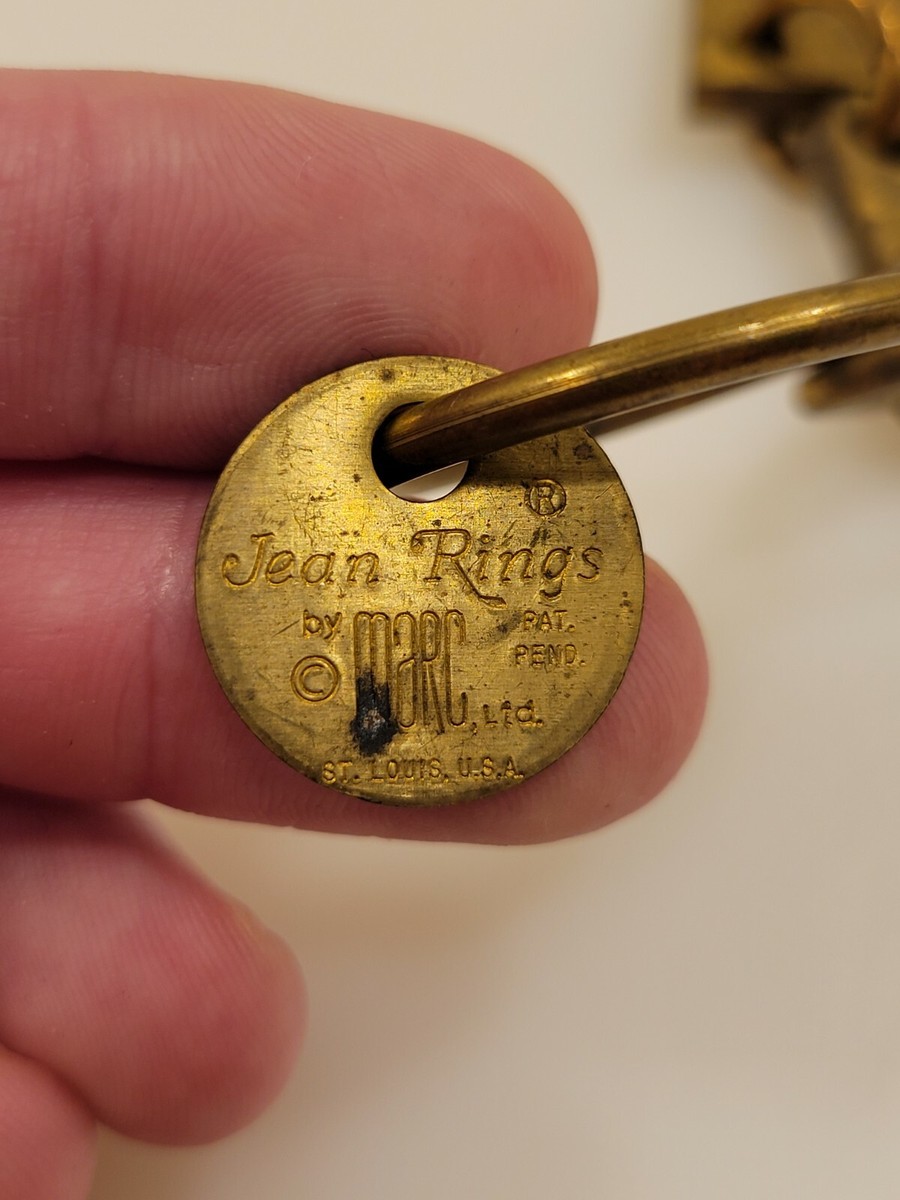 ®
Jean Rings
by MARC PAT.
© , Ltd. PEND.
ST. LOUIS, U.S.A.